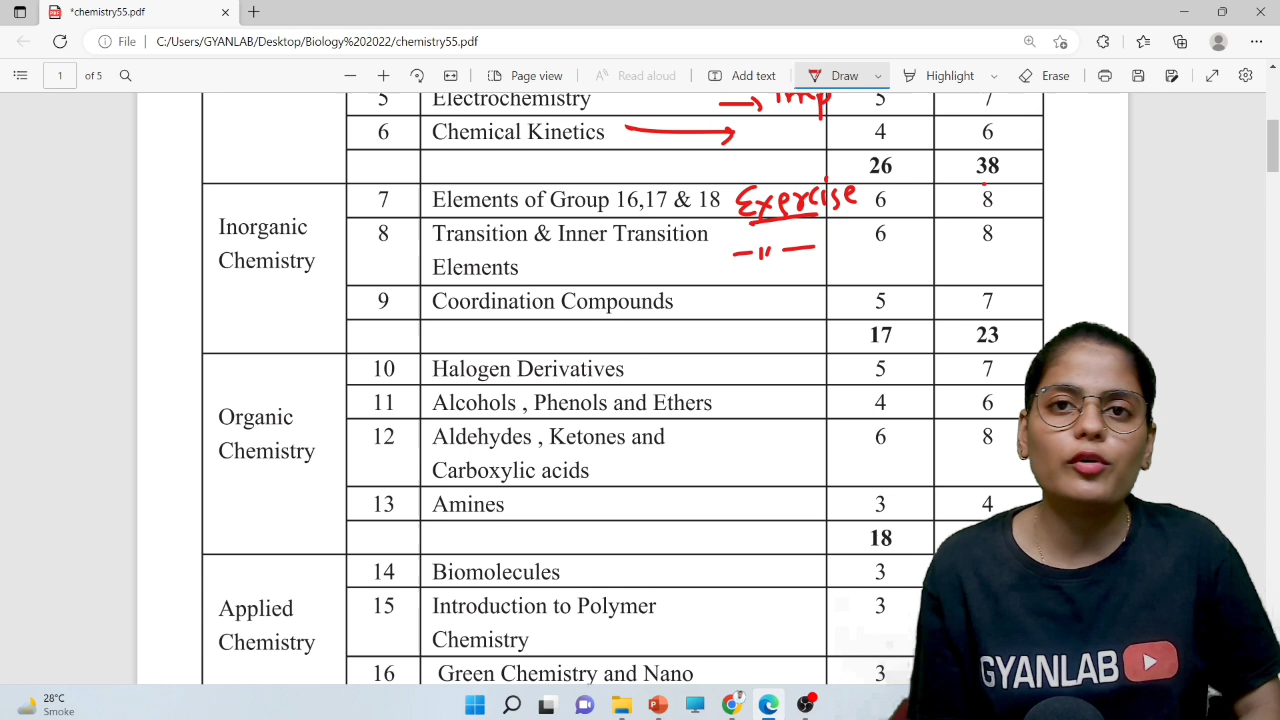 *chemistry55.pdf
File C:/Users/GYANLAB/Desktop/Biology%202022/chemistry55.pdf
1 of 5 Page view Read aloud Add text Draw Highlight Erase
5 Electrochemistry Imp 5 7
6 Chemical Kinetics 4 6
26 38
7 Elements of Group 16,17 & 18 Exercise 6 8
Inorganic Chemistry
8 Transition & Inner Transition Elements — 11 — 6 8
9 Coordination Compounds 5 7
17 23
10 Halogen Derivatives 5 7
Organic Chemistry
11 Alcohols , Phenols and Ethers 4 6
12 Aldehydes , Ketones and Carboxylic acids 6 8
13 Amines 3 4
18
14 Biomolecules 3
Applied Chemistry
15 Introduction to Polymer Chemistry 3
16 Green Chemistry and Nano 3
GYANLAB
28°C
Smoke